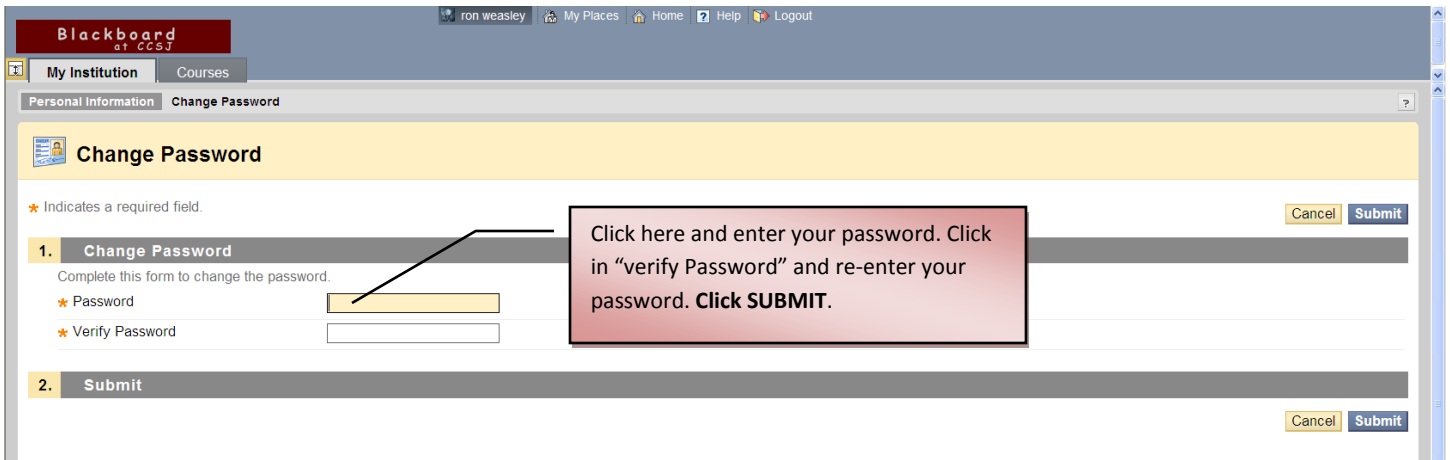 ron weasley My Places Home ? Help Logout
Blackboard
at CCSJ
My Institution Courses
Personal Information Change Password ?
Change Password
* Indicates a required field.
Cancel Submit
Click here and enter your password. Click
in “verify Password” and re-enter your
password. Click SUBMIT.
1. Change Password
Complete this form to change the password.
* Password
* Verify Password
2. Submit
Cancel Submit